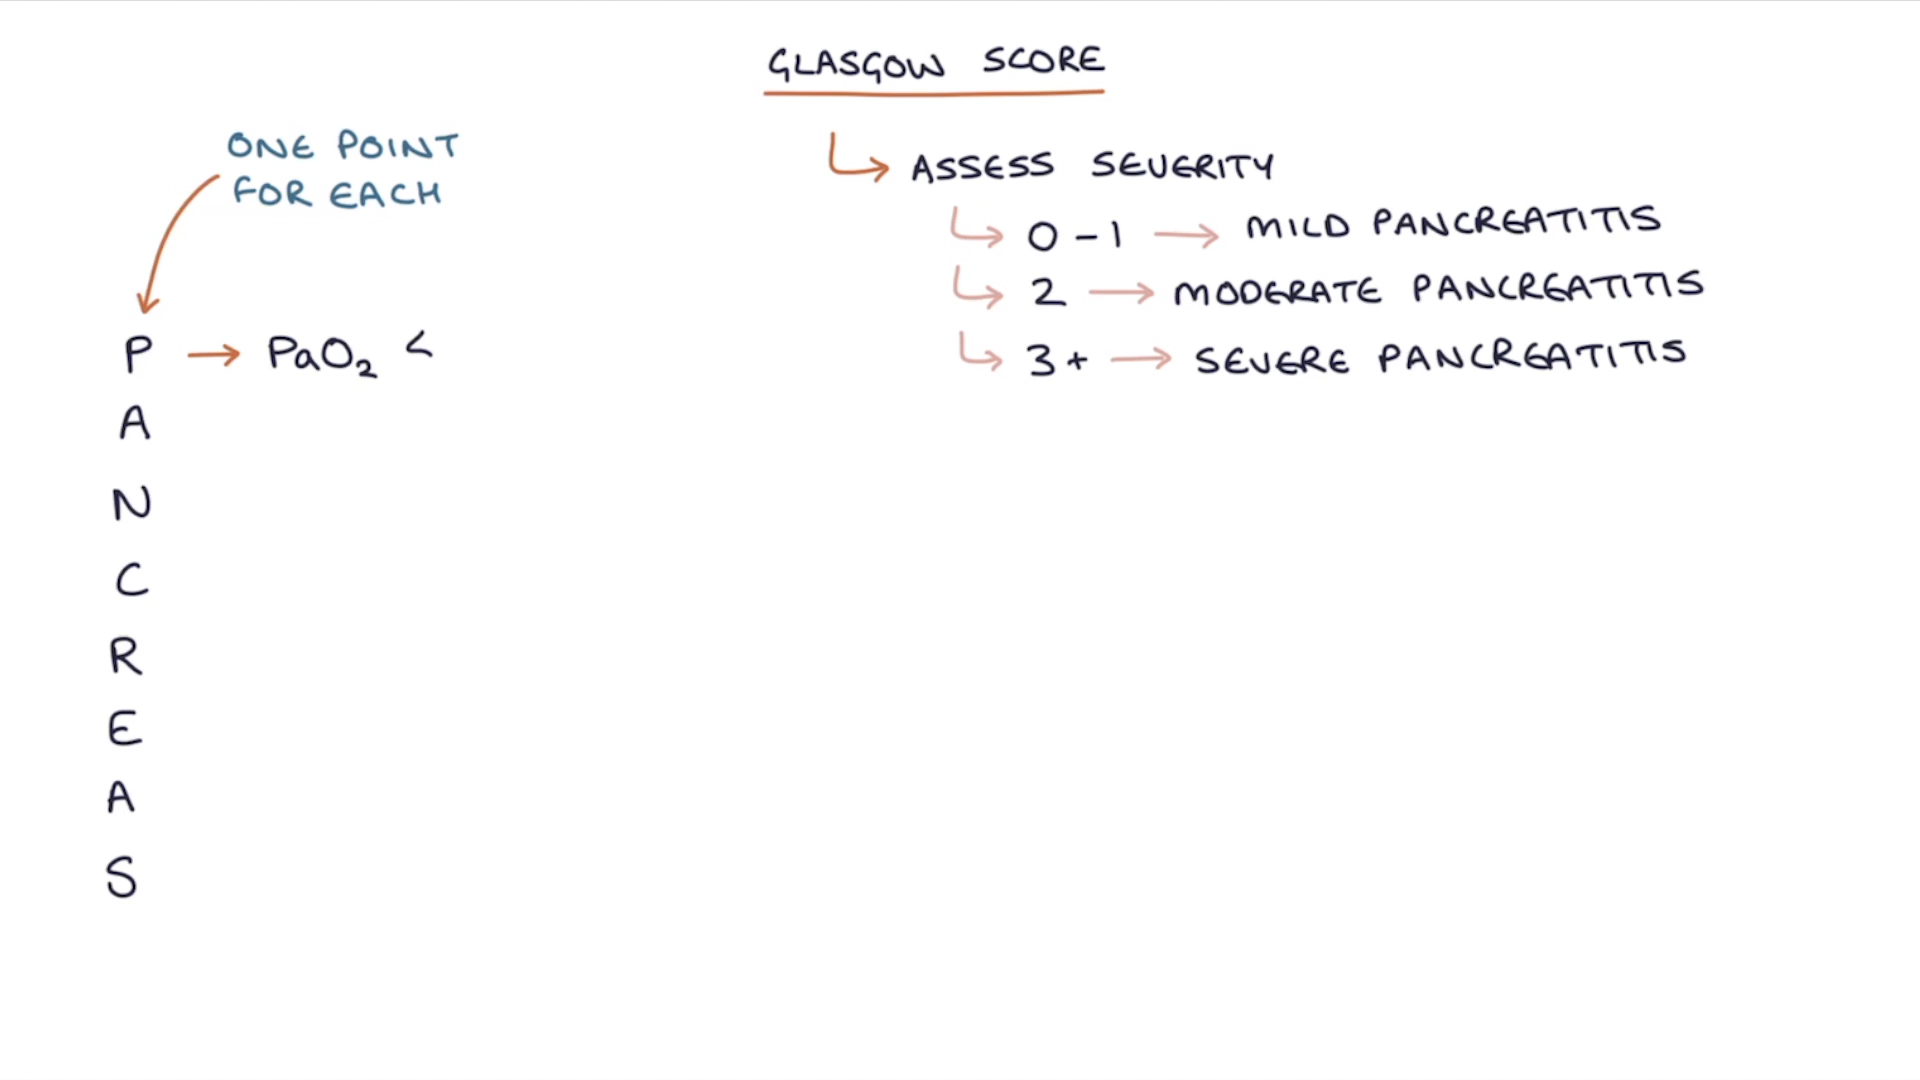 GLASGOW SCORE
ONE POINT
FOR EACH
ASSESS SEVERITY
0-1 → MILD PANCREATITIS
2 → MODERATE PANCREATITIS
3+ → SEVERE PANCREATITIS
P → PaO₂ <
A
N
C
R
E
A
S